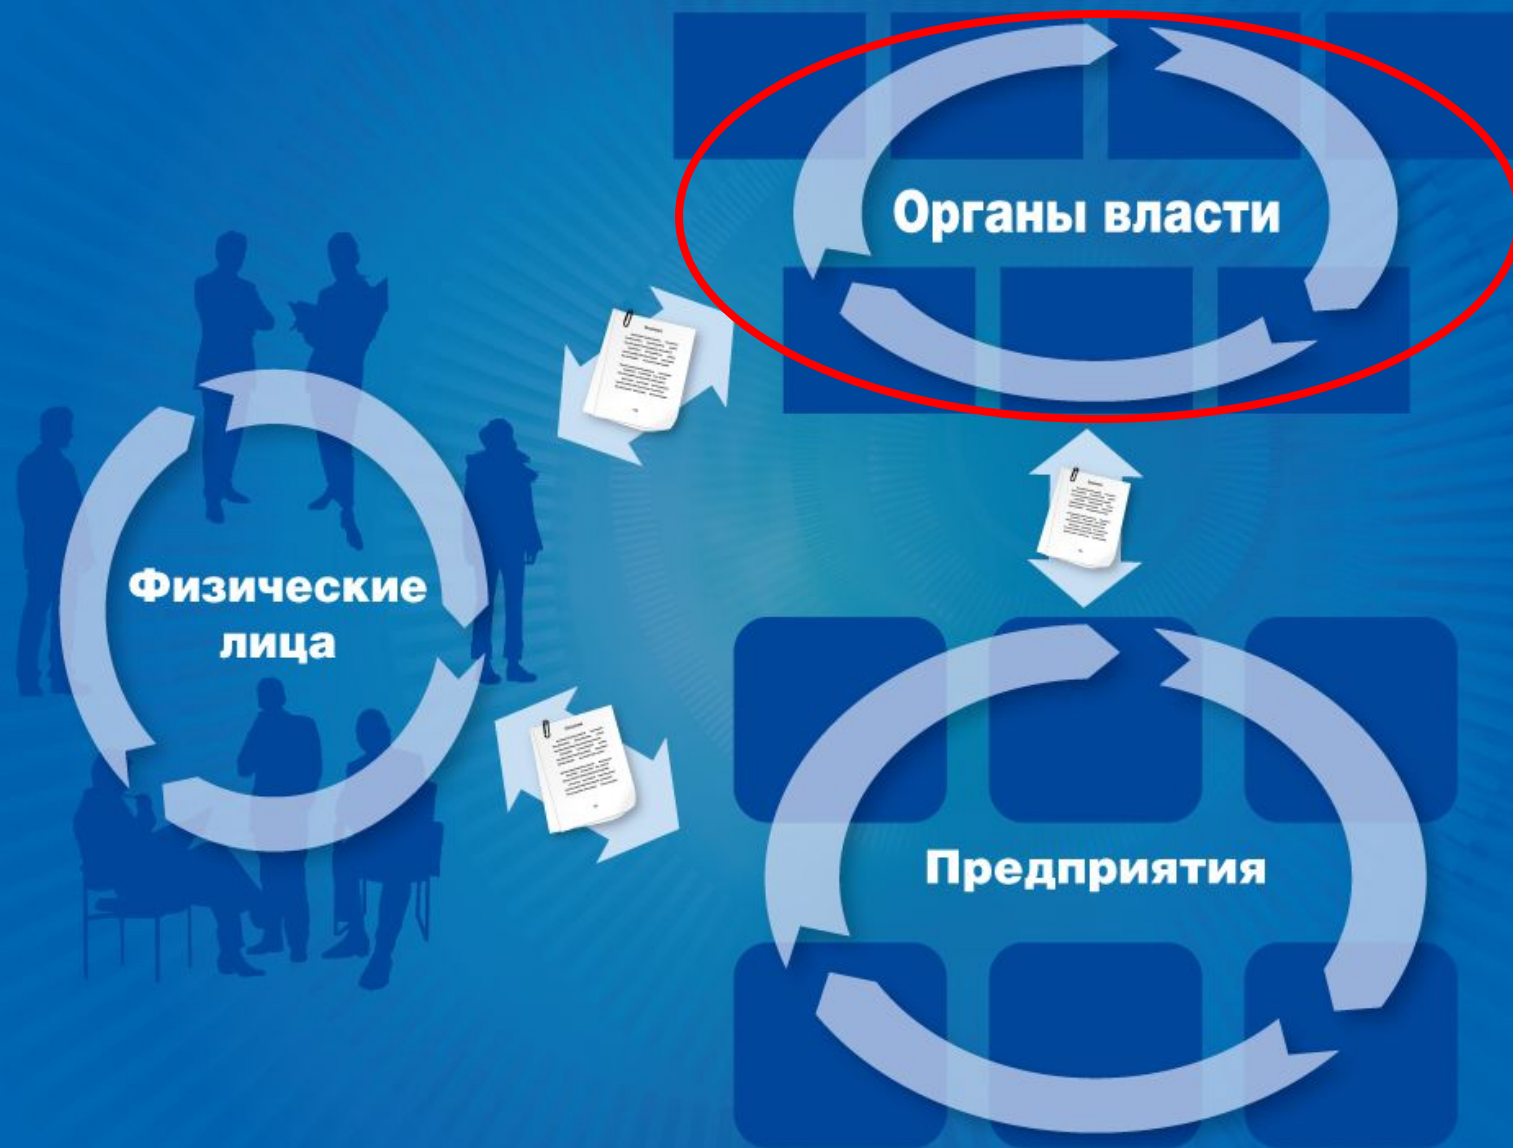 Органы власти
Физические
лица
Предприятия